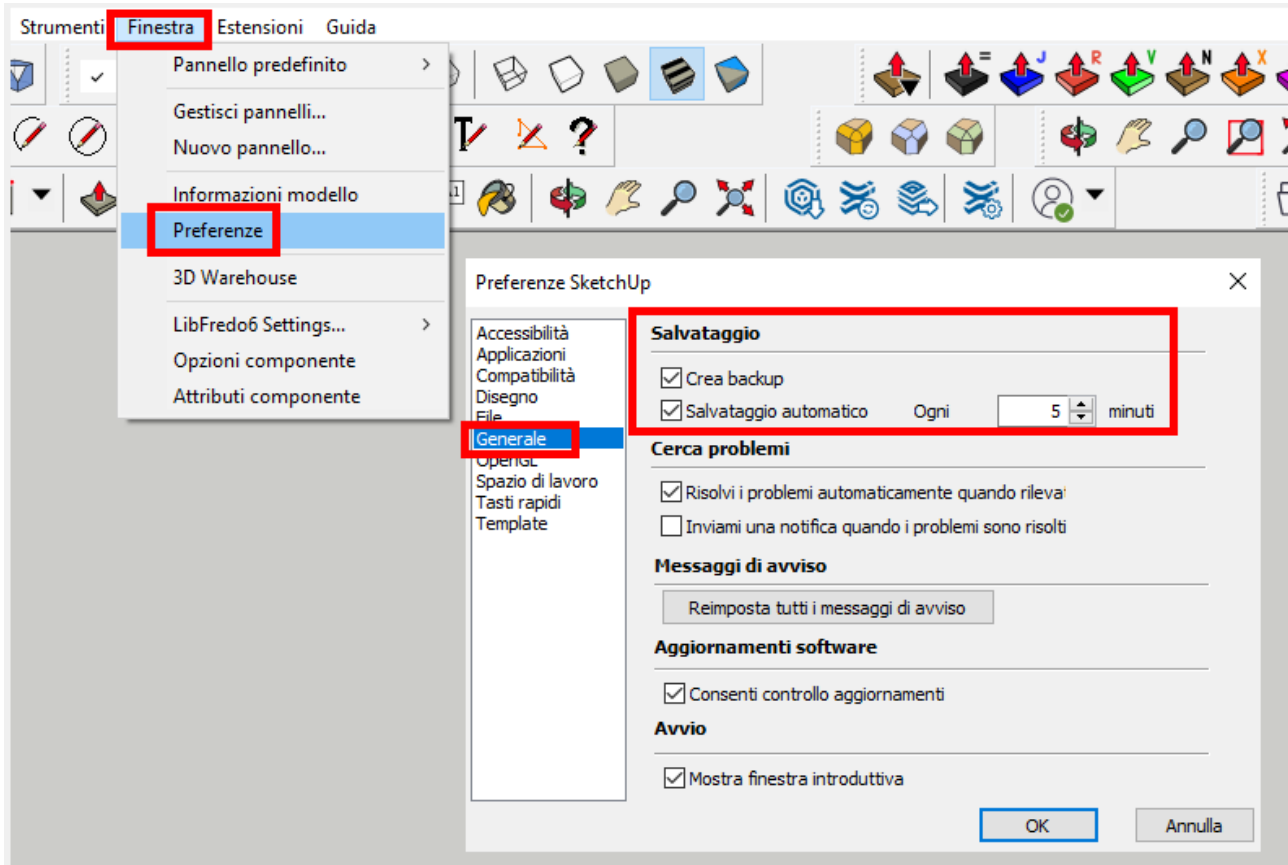 Strumenti Finestra Estensioni Guida
Pannello predefinito
Gestisci pannelli...
Nuovo pannello...
Informazioni modello
Preferenze
3D Warehouse
LibFredo6 Settings...
Opzioni componente
Attributi componente
= J R V N X
Preferenze SketchUp
Accessibilità
Applicazioni
Compatibilità
Disegno
File
Generale
OpenGL
Spazio di lavoro
Tasti rapidi
Template
Salvataggio
Crea backup
Salvataggio automatico Ogni 5 minuti
Cerca problemi
Risolvi i problemi automaticamente quando rileva
Inviami una notifica quando i problemi sono risolti
Messaggi di avviso
Reimposta tutti i messaggi di avviso
Aggiornamenti software
Consenti controllo aggiornamenti
Avvio
Mostra finestra introduttiva
OK Annulla